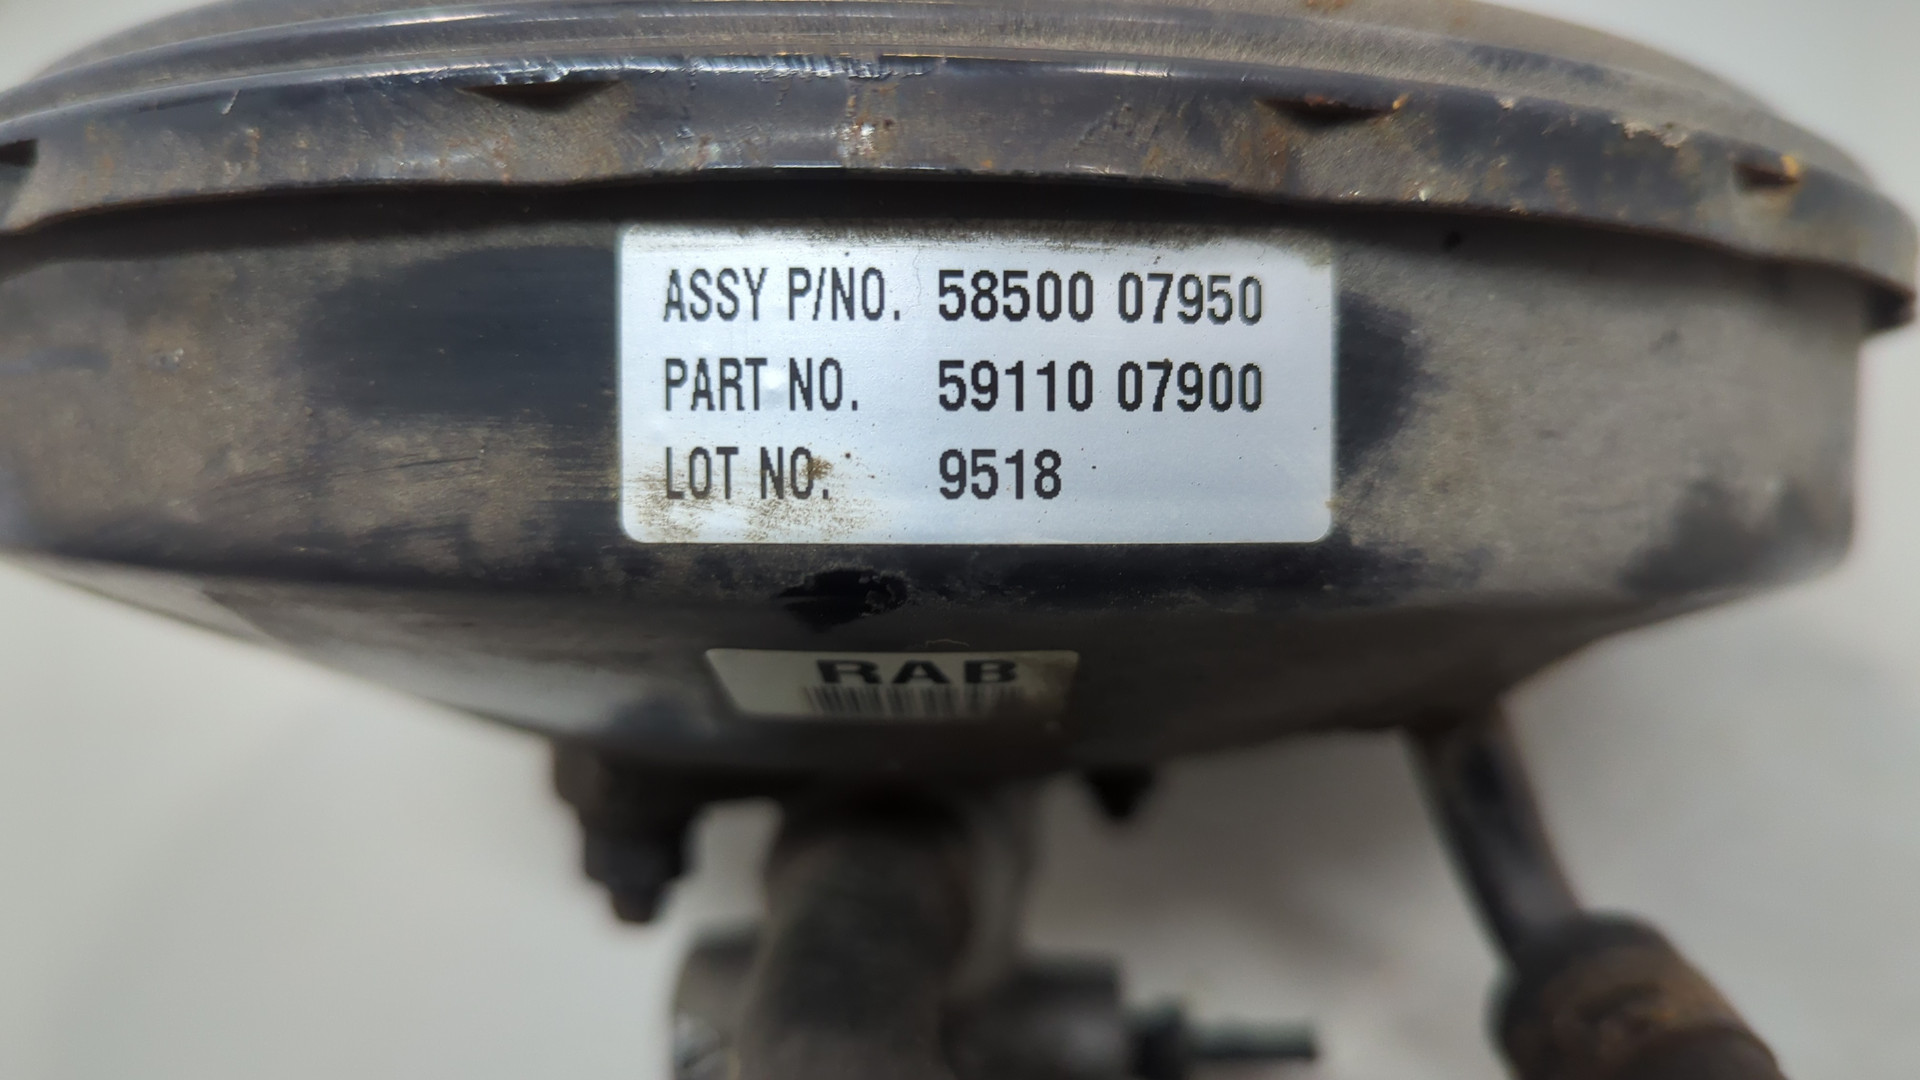 ASSY P/NO. 58500 07950
PART NO. 59110 07900
LOT NO. 9518
RAB